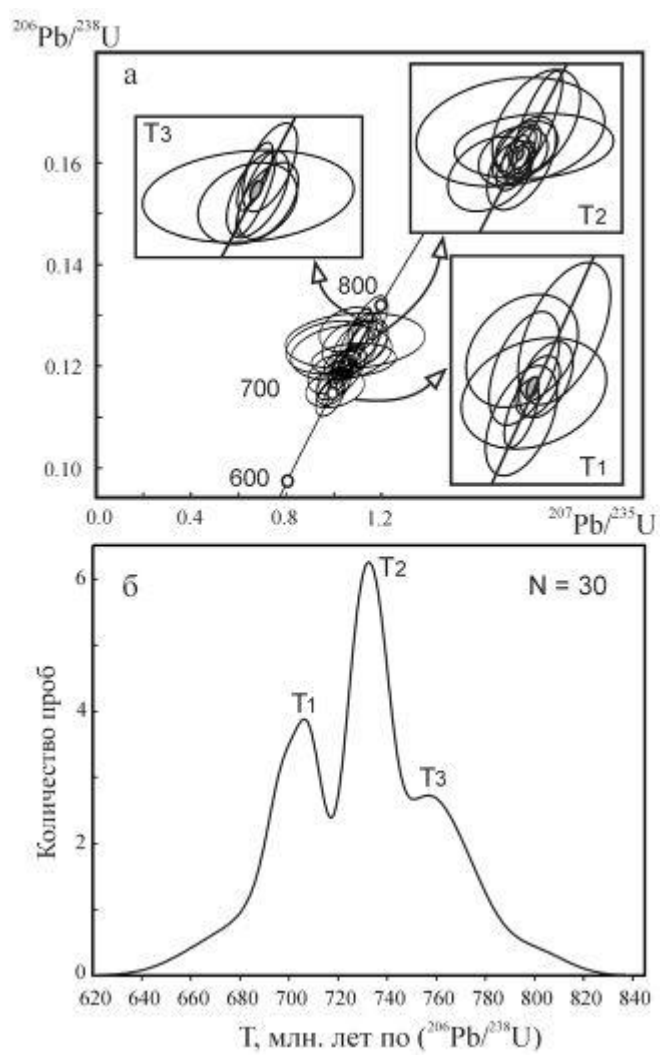 ²⁰⁶Pb/²³⁸U
а
T3
T2
0.16
0.14
800
0.12
700
T1
0.10
600
0.0
0.4
0.8
1.2
²⁰⁷Pb/²³⁵U
б
T2
N = 30
6
T1
4
T3
2
0
Количество проб
620 640 660 680 700 720 740 760 780 800 820 840
Т, млн. лет по (²⁰⁶Pb/²³⁸U)